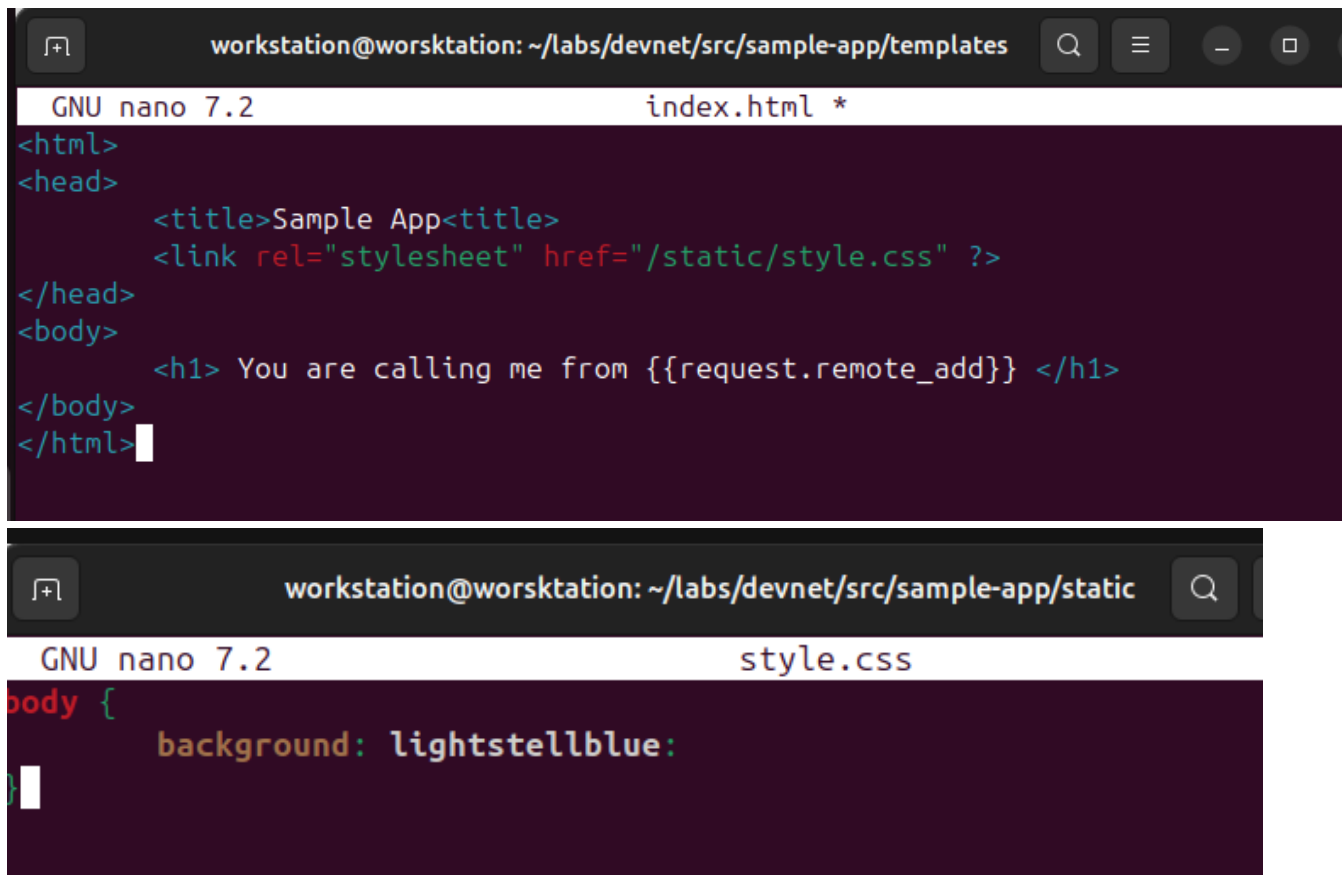 workstation@worsktation: ~/labs/devnet/src/sample-app/templates
GNU nano 7.2 index.html *
<html>
<head>
<title>Sample App<title>
<link rel="stylesheet" href="/static/style.css" ?>
</head>
<body>
<h1> You are calling me from {{request.remote_add}} </h1>
</body>
</html>
workstation@worsktation: ~/labs/devnet/src/sample-app/static
GNU nano 7.2 style.css
body {
background: lightstellblue:
}